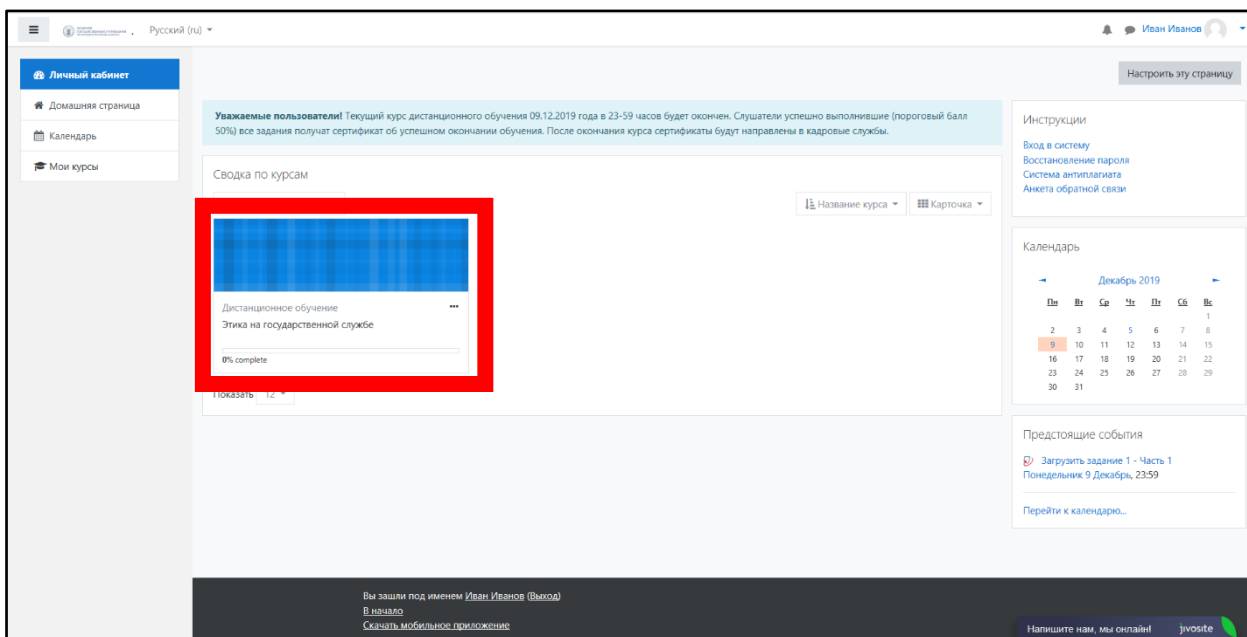 Русский (ru)
Иван Иванов
Личный кабинет
Домашняя страница
Календарь
Мои курсы
Настроить эту страницу
Уважаемые пользователи! Текущий курс дистанционного обучения 09.12.2019 года в 23-59 часов будет окончен. Слушатели успешно выполнившие (пороговый балл
50%) все задания получат сертификат об успешном окончании обучения. После окончания курса сертификаты будут направлены в кадровые службы.
Сводка по курсам
Название курса
Карточка
Дистанционное обучение
Этика на государственной службе
0% complete
Показать 12
Инструкции
Вход в систему
Восстановление пароля
Система антиплагиата
Анкета обратной связи
Календарь
Декабрь 2019
Пн Вт Ср Чт Пт Сб Вс
1
2 3 4 5 6 7 8
9 10 11 12 13 14 15
16 17 18 19 20 21 22
23 24 25 26 27 28 29
30 31
Предстоящие события
Загрузить задание 1 - Часть 1
Понедельник 9 Декабрь, 23:59
Перейти к календарю...
Вы зашли под именем Иван Иванов (Выход)
В начало
Скачать мобильное приложение
Напишите нам, мы онлайн! jivosite